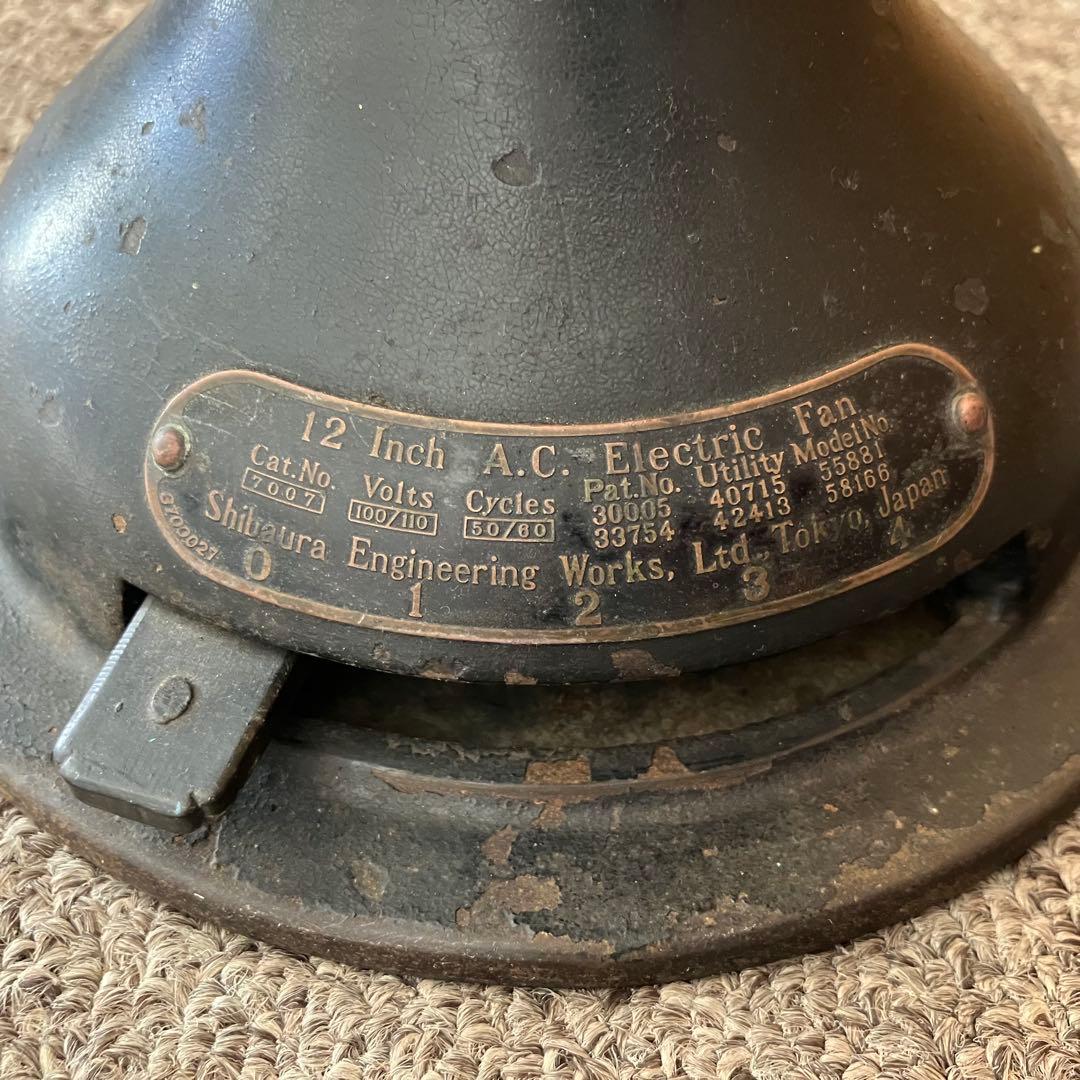 12 Inch A.C. Electric Fan
Cat.No. Volts Cycles Pat.No. Utility Model No.
7007 100/110 50/60 30005 40715 55881
33754 42413 58166
Shibaura Engineering Works, Ltd., Tokyo, Japan
0 1 2 3 4